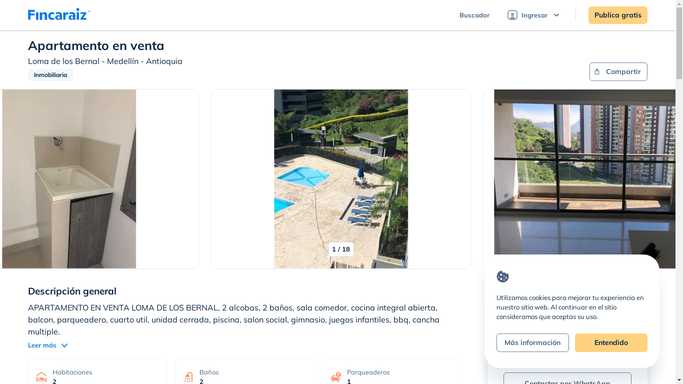 Fincaraiz
Buscador
Ingresar
Publica gratis
Apartamento en venta
Loma de los Bernal - Medellín - Antioquia
Inmobiliaria
Compartir
1 / 18
Descripción general
APARTAMENTO EN VENTA LOMA DE LOS BERNAL, 2 alcobas, 2 baños, sala comedor, cocina integral abierta,
balcon, parqueadero, cuarto util, unidad cerrada, piscina, salon social, gimnasio, juegos infantiles, bbq, cancha
multiple.
Leer más
Habitaciones
2
Baños
2
Parqueaderos
1
Utilizamos cookies para mejorar tu experiencia en
nuestro sitio web. Al continuar en el sitio
consideramos que aceptas su uso.
Más información
Entendido
Contactar por WhatsApp